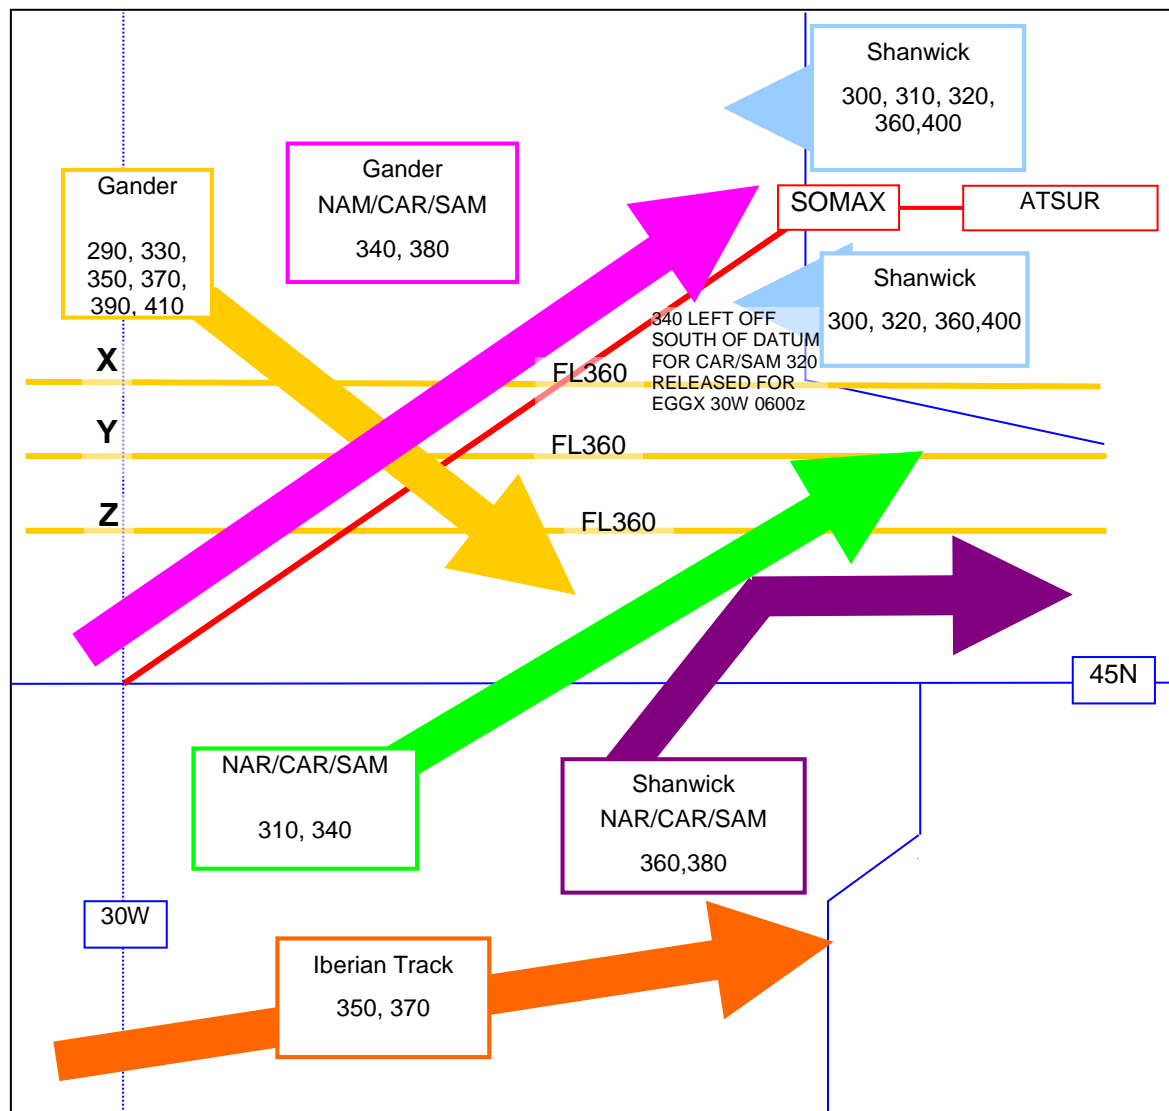 Shanwick
300, 310, 320,
360,400
Gander
NAM/CAR/SAM
340, 380
Gander
290, 330,
350, 370,
390, 410
SOMAX
ATSUR
Shanwick
300, 320, 360,400
340 LEFT OFF
SOUTH OF DATUM
FOR CAR/SAM 320
RELEASED FOR
EGGX 30W 0600z
X
FL360
Y
FL360
Z
FL360
45N
NAR/CAR/SAM
310, 340
Shanwick
NAR/CAR/SAM
360,380
30W
Iberian Track
350, 370